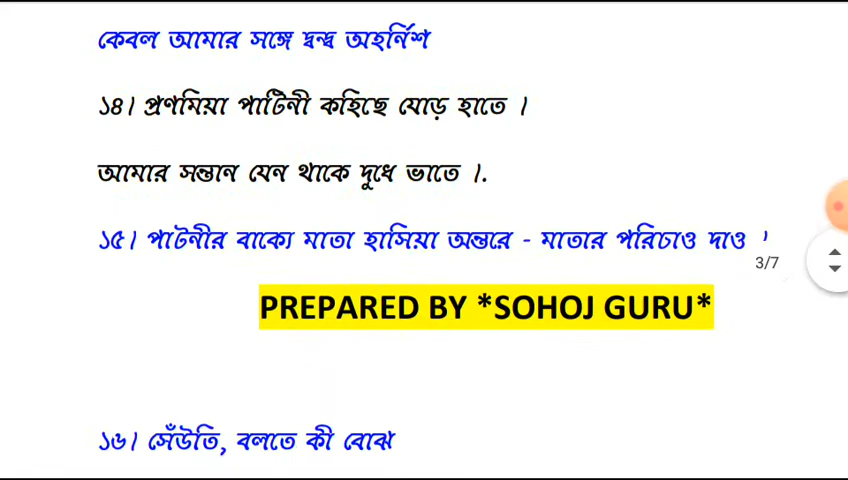 কেবল আমার সঙ্গে দ্বন্দ্ব অহর্নিশ
১৪। প্রণমিয়া পাটিনী কহিছে যোড় হাতে ।
আমার সন্তান যেন থাকে দুধে ভাতে ।.
১৫। পাটনীর বাক্যে মাতা হাসিয়া অন্তরে - মাতার পরিচাও দাও ।
3/7
PREPARED BY *SOHOJ GURU*
১৬। সেঁউতি, বলতে কী বোঝ